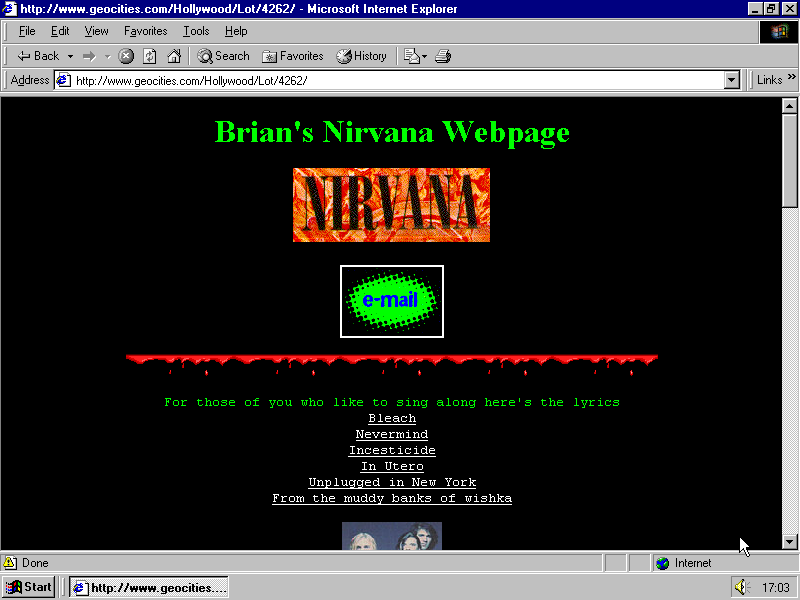 http://www.geocities.com/Hollywood/Lot/4262/ - Microsoft Internet Explorer
File Edit View Favorites Tools Help
Back Search Favorites History
Address http://www.geocities.com/Hollywood/Lot/4262/ Links »
Brian's Nirvana Webpage
NIRVANA
e-mail
For those of you who like to sing along here's the lyrics
Bleach
Nevermind
Incesticide
In Utero
Unplugged in New York
From the muddy banks of wishka
Done Internet
Start http://www.geocities.... 17:03